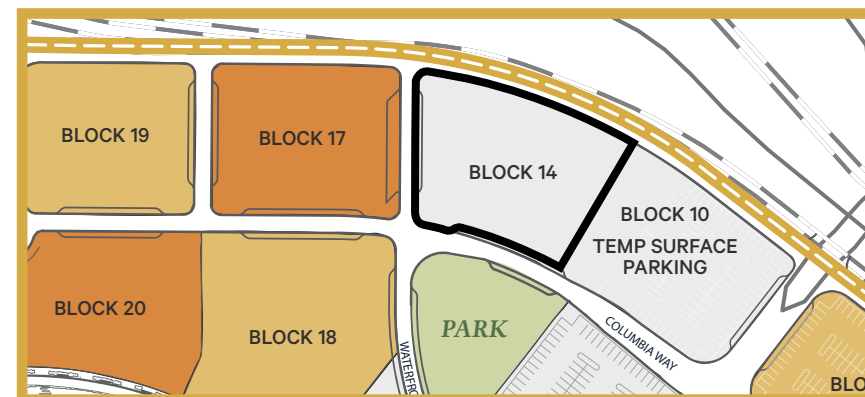 BLOCK 19
BLOCK 17
BLOCK 14
BLOCK 10
TEMP SURFACE
PARKING
BLOCK 20
BLOCK 18
PARK
COLUMBIA WAY